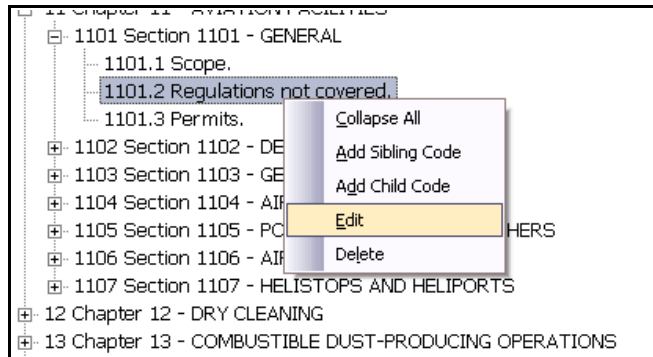 11 Chapter 11 - AVIATION FACILITIES
1101 Section 1101 - GENERAL
1101.1 Scope.
1101.2 Regulations not covered.
1101.3 Permits.
Collapse All
Add Sibling Code
Add Child Code
Edit
Delete
1102 Section 1102 - DE
1103 Section 1103 - GE
1104 Section 1104 - AI
1105 Section 1105 - PO HERS
1106 Section 1106 - AI
1107 Section 1107 - HELISTOPS AND HELIPORTS
12 Chapter 12 - DRY CLEANING
13 Chapter 13 - COMBUSTIBLE DUST-PRODUCING OPERATIONS